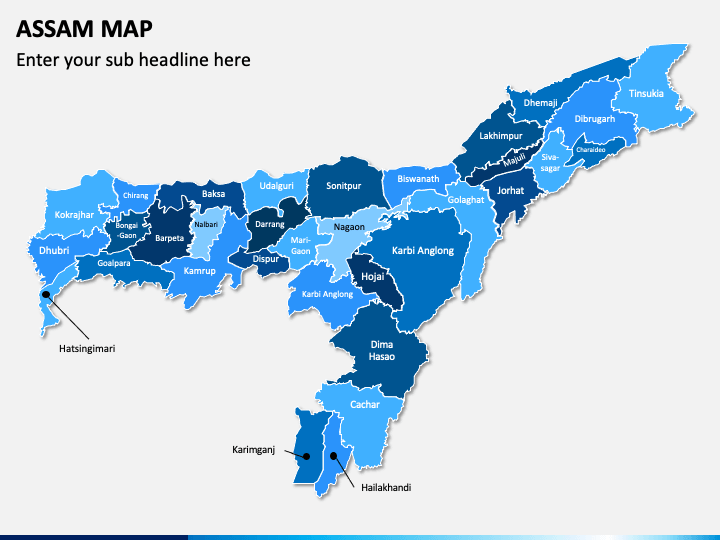 ASSAM MAP
Enter your sub headline here
Tinsukia
Dhemaji
Dibrugarh
Lakhimpur
Charaideo
Majuli
Siva-
sagar
Biswanath
Udalguri
Sonitpur
Jorhat
Chirang
Baksa
Golaghat
Kokrajhar
Bongai
-Gaon
Nalbari
Darrang
Nagaon
Barpeta
Mari-
Gaon
Dhubri
Karbi Anglong
Goalpara
Dispur
Kamrup
Hojai
Karbi Anglong
Hatsingimari
Dima
Hasao
Cachar
Karimganj
Hailakhandi